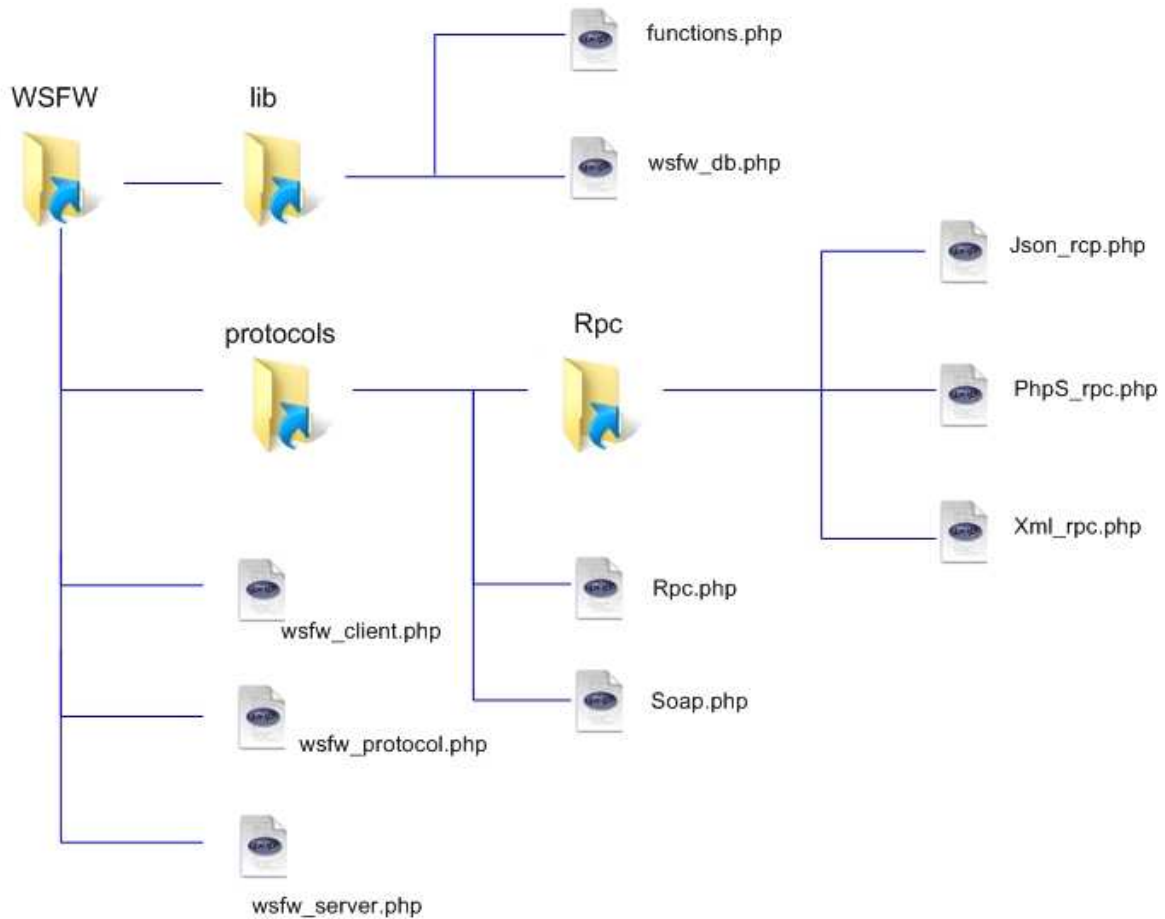 functions.php
WSFW
lib
wsfw_db.php
Json_rcp.php
protocols
Rpc
PhpS_rpc.php
Xml_rpc.php
Rpc.php
wsfw_client.php
Soap.php
wsfw_protocol.php
wsfw_server.php